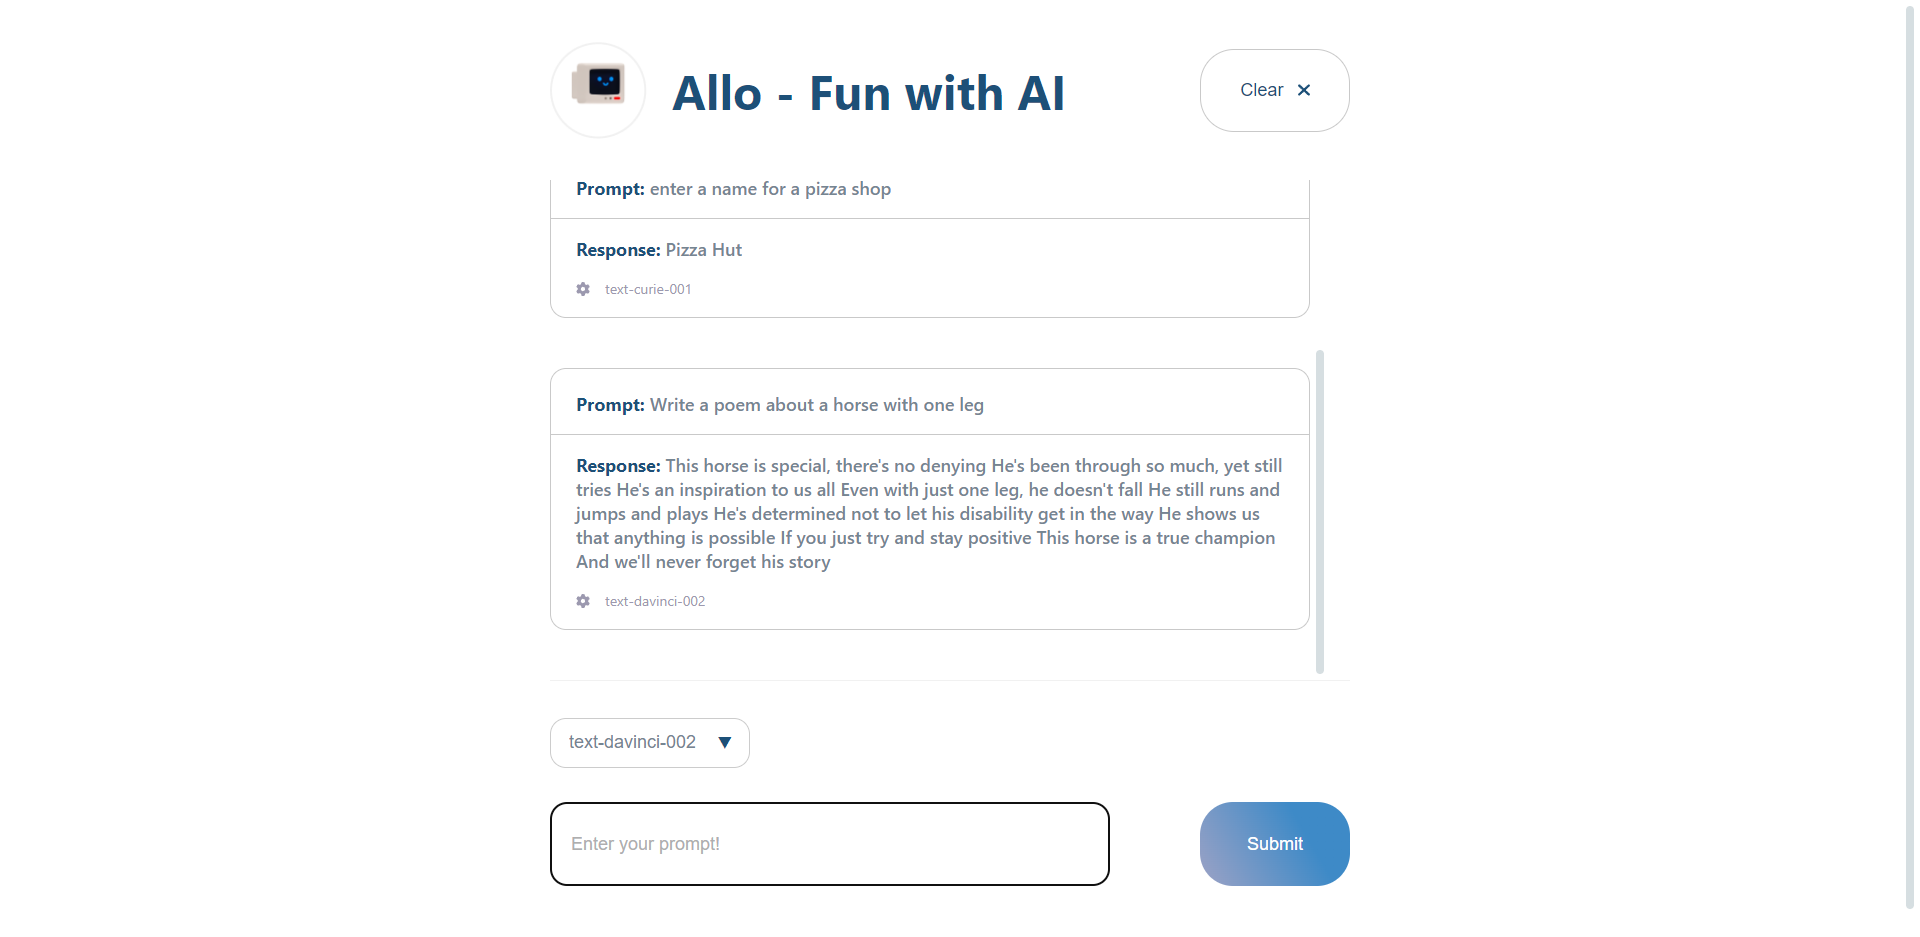 Allo - Fun with AI
Clear ✕
Prompt: enter a name for a pizza shop
Response: Pizza Hut
text-curie-001
Prompt: Write a poem about a horse with one leg
Response: This horse is special, there's no denying He's been through so much, yet still
tries He's an inspiration to us all Even with just one leg, he doesn't fall He still runs and
jumps and plays He's determined not to let his disability get in the way He shows us
that anything is possible If you just try and stay positive This horse is a true champion
And we'll never forget his story
text-davinci-002
text-davinci-002 ▼
Enter your prompt!
Submit